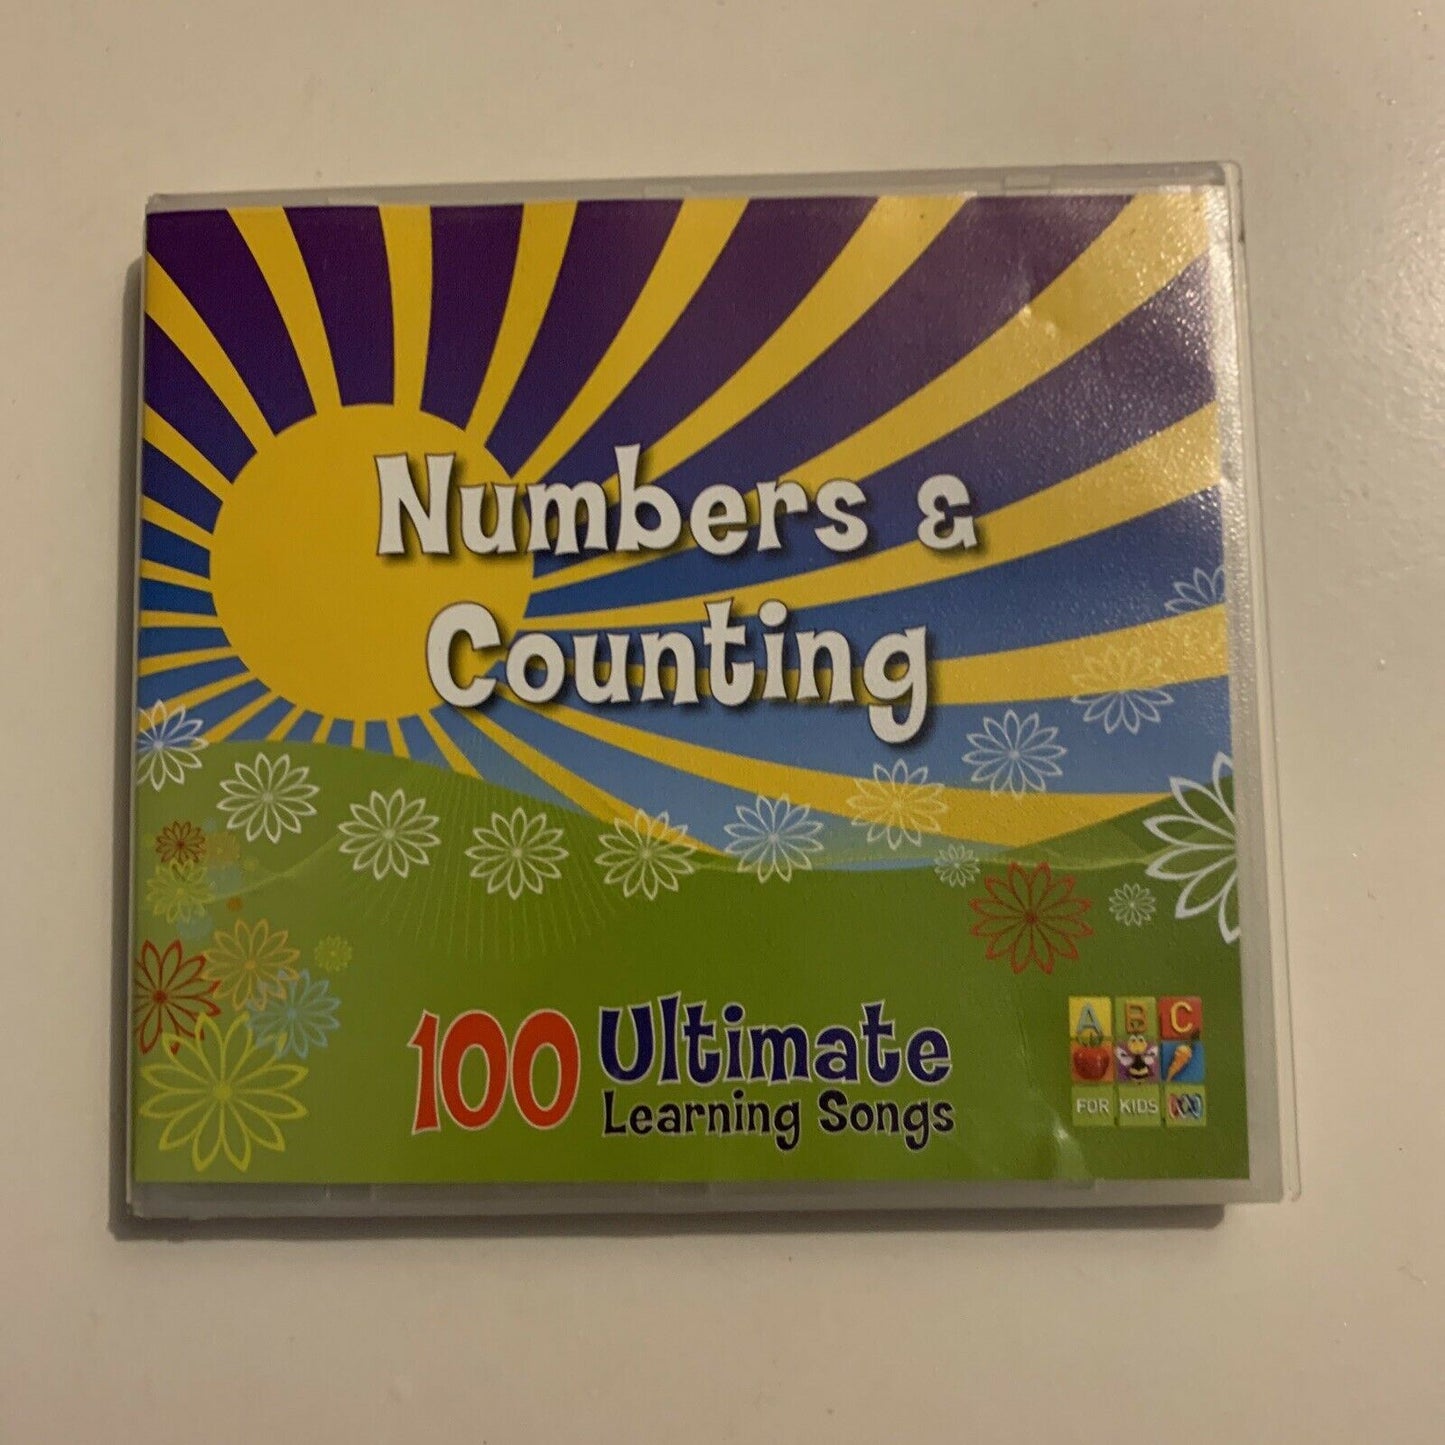 Numbers &
Counting
100 Ultimate
Learning Songs
A B C
FOR KIDS